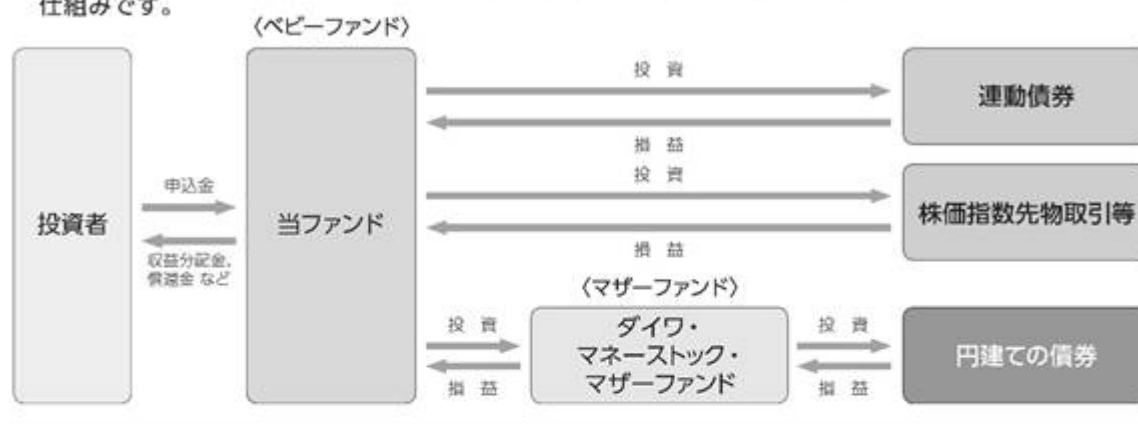 仕組みです。
〈ベビーファンド〉
投資者
申込金
収益分配金、
償還金 など
当ファンド
投 資
損 益
連動債券
投 資
損 益
株価指数先物取引等
〈マザーファンド〉
投 資
損 益
ダイワ・
マネーストック・
マザーファンド
投 資
損 益
円建ての債券